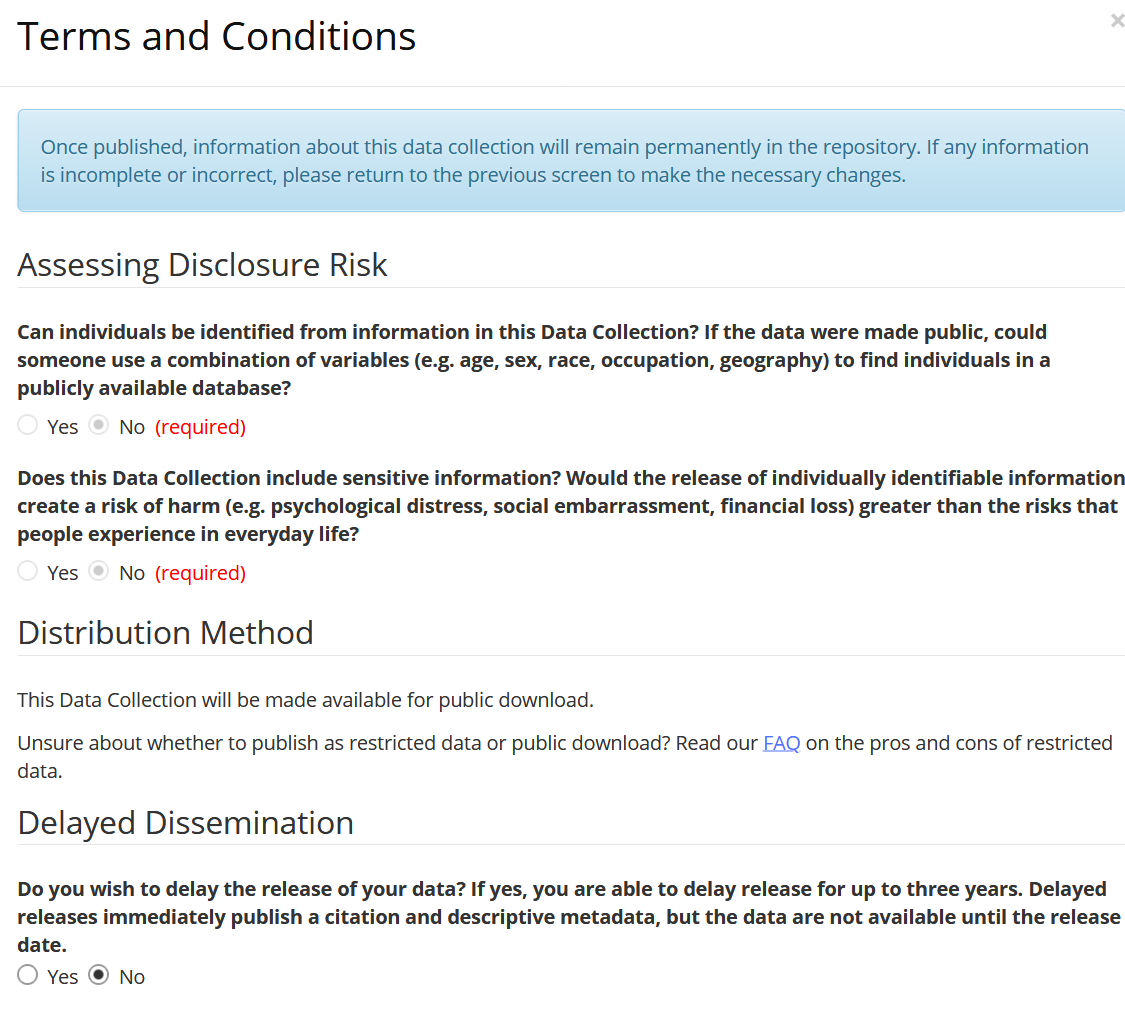 Terms and Conditions
×
Once published, information about this data collection will remain permanently in the repository. If any information
is incomplete or incorrect, please return to the previous screen to make the necessary changes.
Assessing Disclosure Risk
Can individuals be identified from information in this Data Collection? If the data were made public, could
someone use a combination of variables (e.g. age, sex, race, occupation, geography) to find individuals in a
publicly available database?
Yes No (required)
Does this Data Collection include sensitive information? Would the release of individually identifiable information
create a risk of harm (e.g. psychological distress, social embarrassment, financial loss) greater than the risks that
people experience in everyday life?
Yes No (required)
Distribution Method
This Data Collection will be made available for public download.
Unsure about whether to publish as restricted data or public download? Read our FAQ on the pros and cons of restricted
data.
Delayed Dissemination
Do you wish to delay the release of your data? If yes, you are able to delay release for up to three years. Delayed
releases immediately publish a citation and descriptive metadata, but the data are not available until the release
date.
Yes No